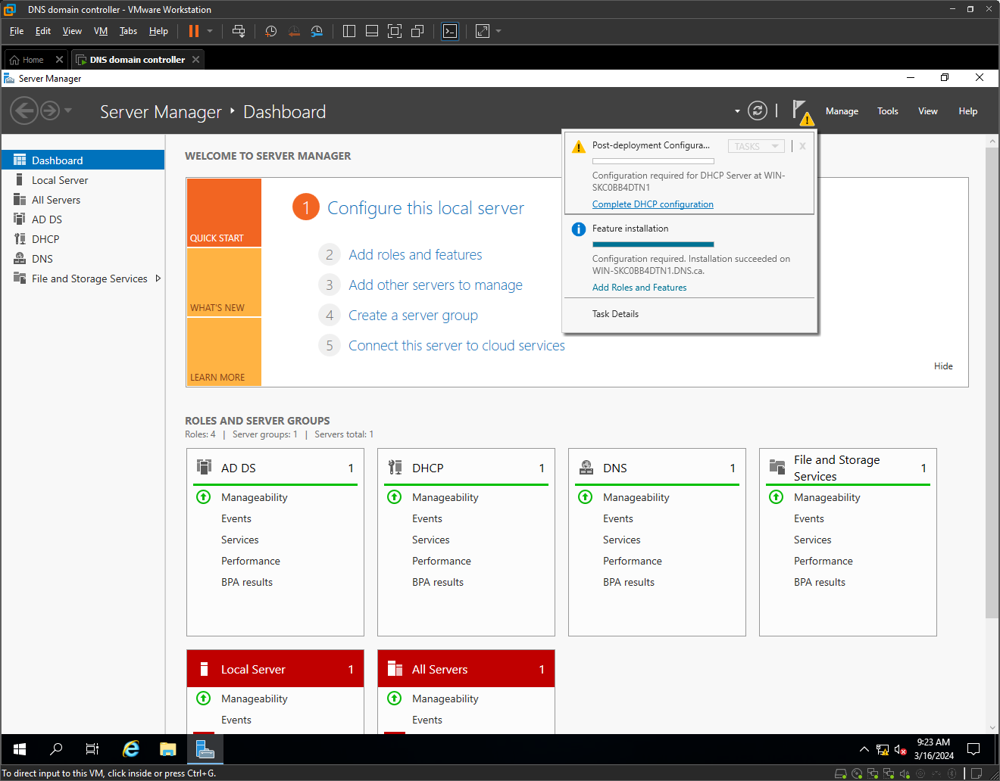 DNS domain controller - VMware Workstation
File Edit View VM Tabs Help
Home DNS domain controller
Server Manager
Server Manager Dashboard
Manage Tools View Help
Dashboard
Local Server
All Servers
AD DS
DHCP
DNS
File and Storage Services
WELCOME TO SERVER MANAGER
QUICK START
WHAT'S NEW
LEARN MORE
1 Configure this local server
2 Add roles and features
3 Add other servers to manage
4 Create a server group
5 Connect this server to cloud services
Hide
Post-deployment Configura... TASKS x
Configuration required for DHCP Server at WIN-
SKC0BB4DTN1
Complete DHCP configuration
Feature installation
Configuration required. Installation succeeded on
WIN-SKC0BB4DTN1.DNS.ca.
Add Roles and Features
Task Details
ROLES AND SERVER GROUPS
Roles: 4 | Server groups: 1 | Servers total: 1
AD DS 1
Manageability
Events
Services
Performance
BPA results
DHCP 1
Manageability
Events
Services
Performance
BPA results
DNS 1
Manageability
Events
Services
Performance
BPA results
File and Storage
Services 1
Manageability
Events
Services
Performance
BPA results
Local Server 1
Manageability
Events
All Servers 1
Manageability
Events
9:23 AM
3/16/2024
To direct input to this VM, click inside or press Ctrl+G.